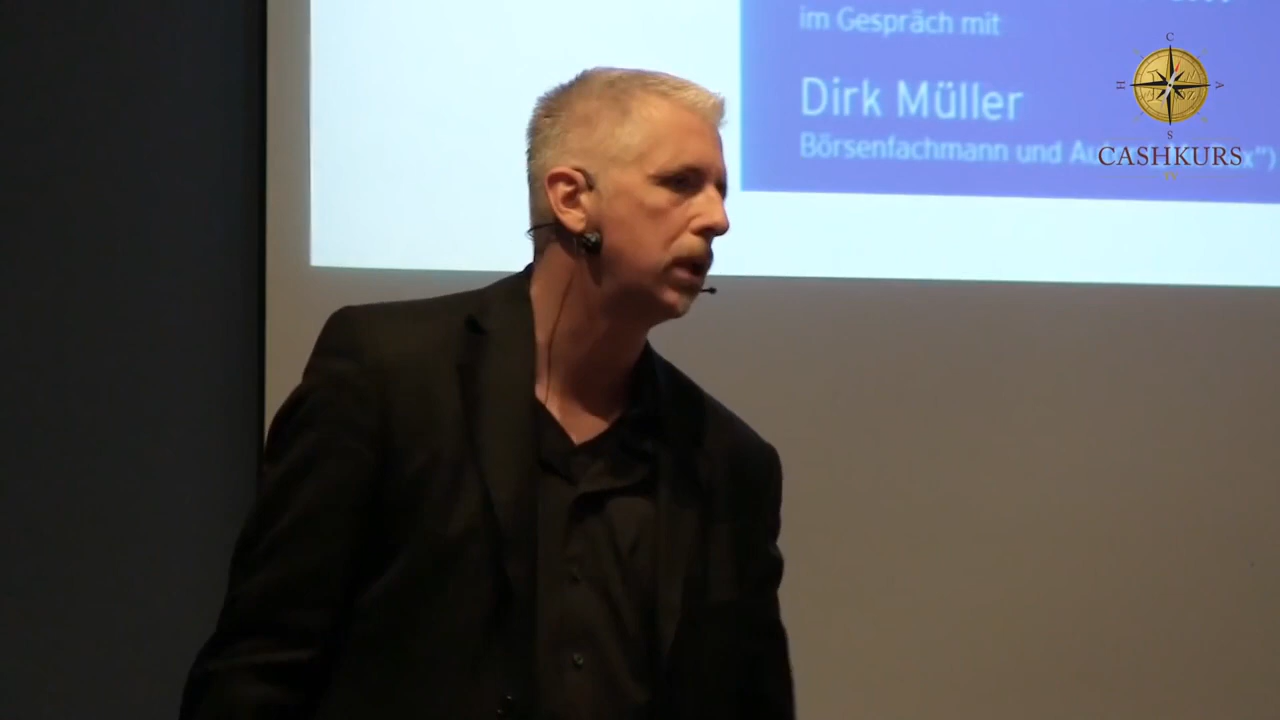 im Gespräch mit
Dirk Müller
Börsenfachmann und
C
H A
S
CASHKURS